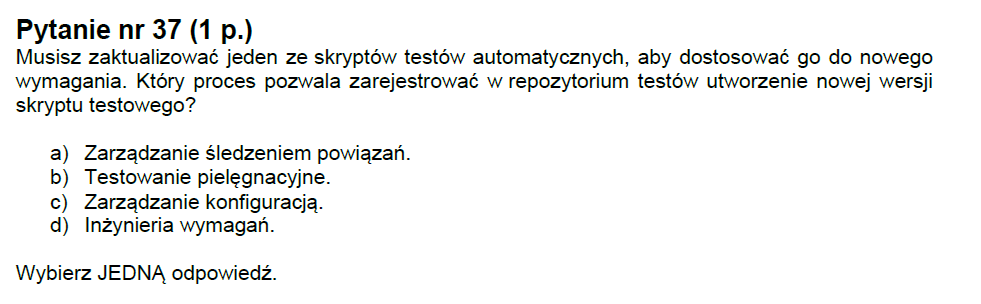 Pytanie nr 37 (1 p.)
Musisz zaktualizować jeden ze skryptów testów automatycznych, aby dostosować go do nowego
wymagania. Który proces pozwala zarejestrować w repozytorium testów utworzenie nowej wersji
skryptu testowego?
a) Zarządzanie śledzeniem powiązań.
b) Testowanie pielęgnacyjne.
c) Zarządzanie konfiguracją.
d) Inżynieria wymagań.
Wybierz JEDNĄ odpowiedź.